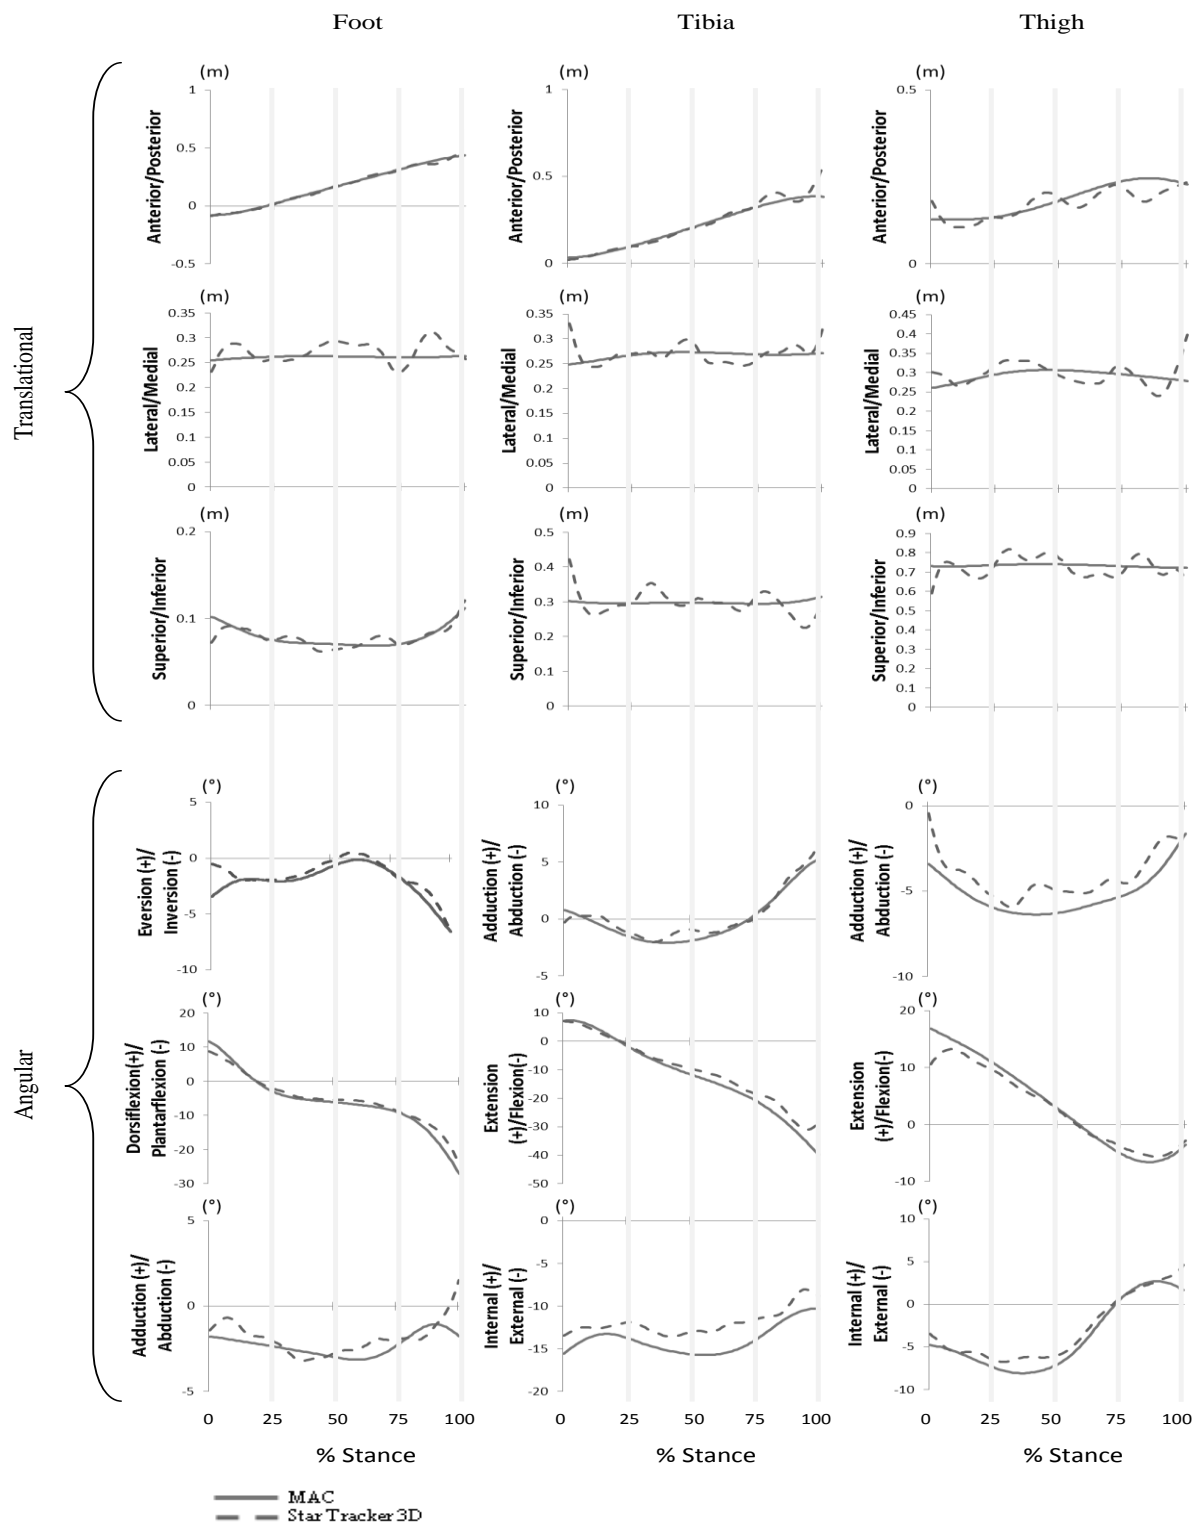 Foot Tibia Thigh
Translational
(m) (m) (m)
Anterior/Posterior Anterior/Posterior Anterior/Posterior
1 1 0.5
0.5 0.5
0
-0.5 0 0
(m) (m) (m)
Lateral/Medial Lateral/Medial Lateral/Medial
0.35 0.35 0.45
0.3 0.3 0.4
0.25 0.25 0.35
0.2 0.2 0.3
0.15 0.15 0.25
0.1 0.1 0.2
0.05 0.05 0.15
0 0 0.1
0.05
0
(m) (m) (m)
Superior/Inferior Superior/Inferior Superior/Inferior
0.2 0.5 0.9
0.1 0.4 0.8
0 0.3 0.7
0.2 0.6
0.1 0.5
0 0.4
0.3
0.2
0.1
0
Angular
(°) (°) (°)
Eversion (+)/
Inversion (-)
Adduction (+)/
Abduction (-)
Adduction (+)/
Abduction (-)
5 10 0
0 5 -5
-5 0 -10
-10 -5
(°) (°) (°)
Dorsiflexion(+)/
Plantarflexion (-)
Extension
(+)/Flexion(-)
Extension
(+)/Flexion(-)
20 10 20
10 0 10
0 -10 0
-10 -20 -10
-20 -30
-30 -40
-50
(°) (°)
Adduction (+)/
Abduction (-)
Internal (+)/
External (-)
Internal (+)/
External (-)
5 0 10
0 -5 5
-5 -10 0
-15 -5
-20 -10
(°)
0 25 50 75 100 0 25 50 75 100 0 25 50 75 100
% Stance % Stance % Stance
MAC
Star Tracker 3D